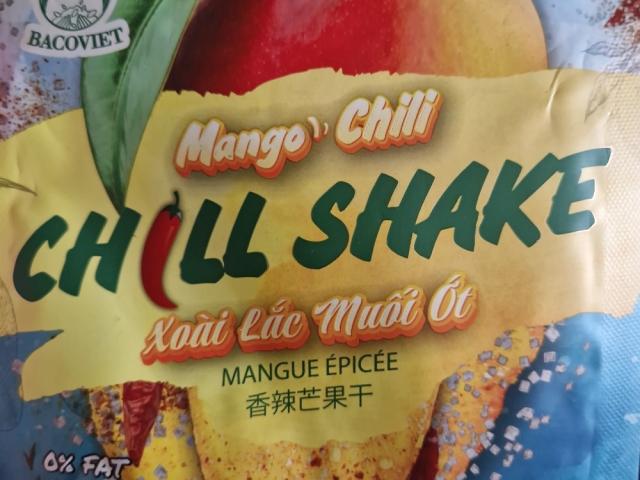 BACOVIET
Mango Chili
CHILL SHAKE
Xoài Lắc Muối Ớt
MANGUE ÉPICÉE
香辣芒果干
0% FAT